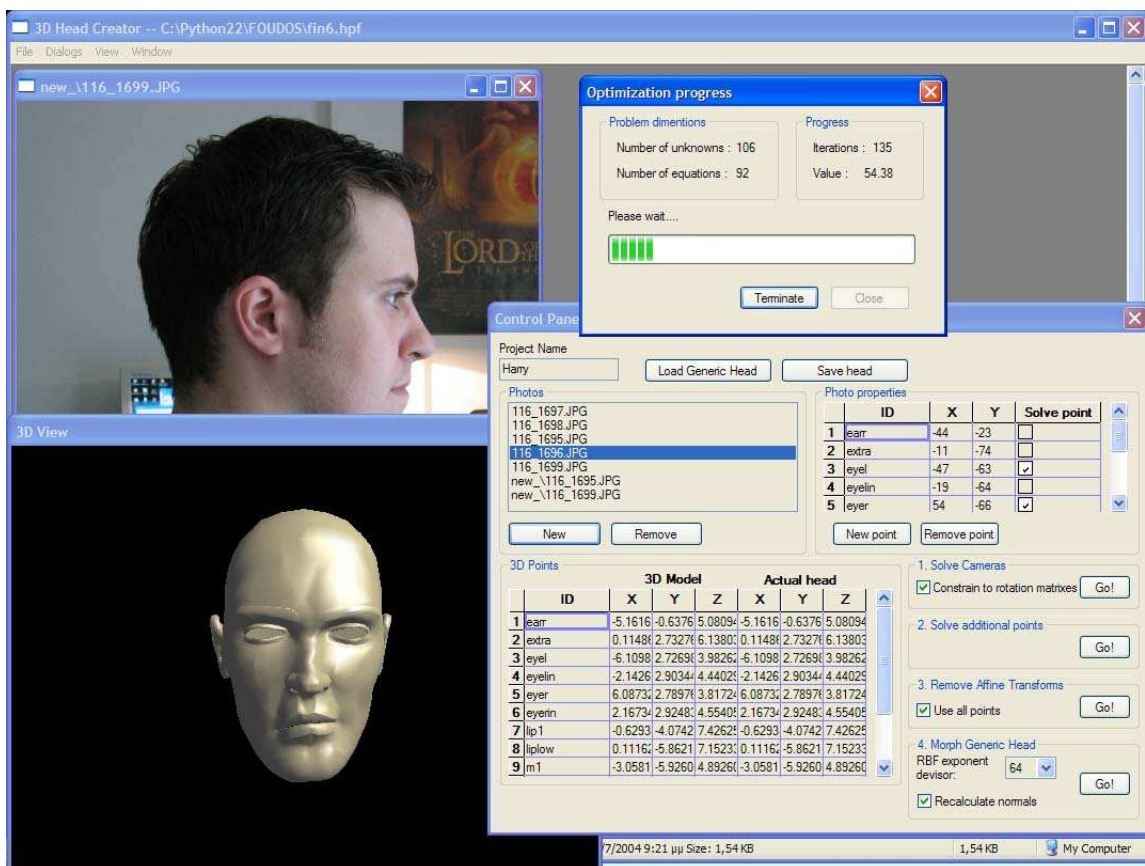 3D Head Creator -- C:\Python22\FOUDOS\fin6.hpf
File Dialogs View Window
new_\116_1699.JPG
THE
LORD OF
THE TWO
Optimization progress
Problem dimentions
Number of unknowns : 106
Number of equations : 92
Progress
Iterations : 135
Value : 54.38
Please wait....
Terminate Close
Control Pane
Project Name
Harry
Load Generic Head Save head
Photos
116_1697.JPG
116_1698.JPG
116_1695.JPG
116_1696.JPG
116_1699.JPG
new_\116_1695.JPG
new_\116_1699.JPG
New Remove
Photo properties
ID X Y Solve point
1 earr -44 -23
2 extra -11 -74
3 eyel -47 -63
4 eyelin -19 -64
5 eyer 54 -66
New point Remove point
3D View
3D Points
3D Model Actual head
ID X Y Z X Y Z
1 earr -5.1616 -0.6376 5.08094 -5.1616 -0.6376 5.08094
2 extra 0.11486 2.73276 6.13803 0.11486 2.73276 6.13803
3 eyel -6.1098 2.72698 3.98262 -6.1098 2.72698 3.98262
4 eyelin -2.1426 2.90344 4.44029 -2.1426 2.90344 4.44029
5 eyer 6.08732 2.78976 3.81724 6.08732 2.78976 3.81724
6 eyerin 2.16734 2.92483 4.55405 2.16734 2.92483 4.55405
7 lip1 -0.6293 -4.0742 7.42625 -0.6293 -4.0742 7.42625
8 liplow 0.11162 -5.8621 7.15233 0.11162 -5.8621 7.15233
9 m1 -3.0581 -5.9260 4.89260 -3.0581 -5.9260 4.89260
1. Solve Cameras
Constrain to rotation matrixes Go!
2. Solve additional points
Go!
3. Remove Affine Transforms
Use all points Go!
4. Morph Generic Head
RBF exponent
devisor: 64
Go!
Recalculate normals
/7/2004 9:21 μμ Size: 1,54 KB 1,54 KB My Computer